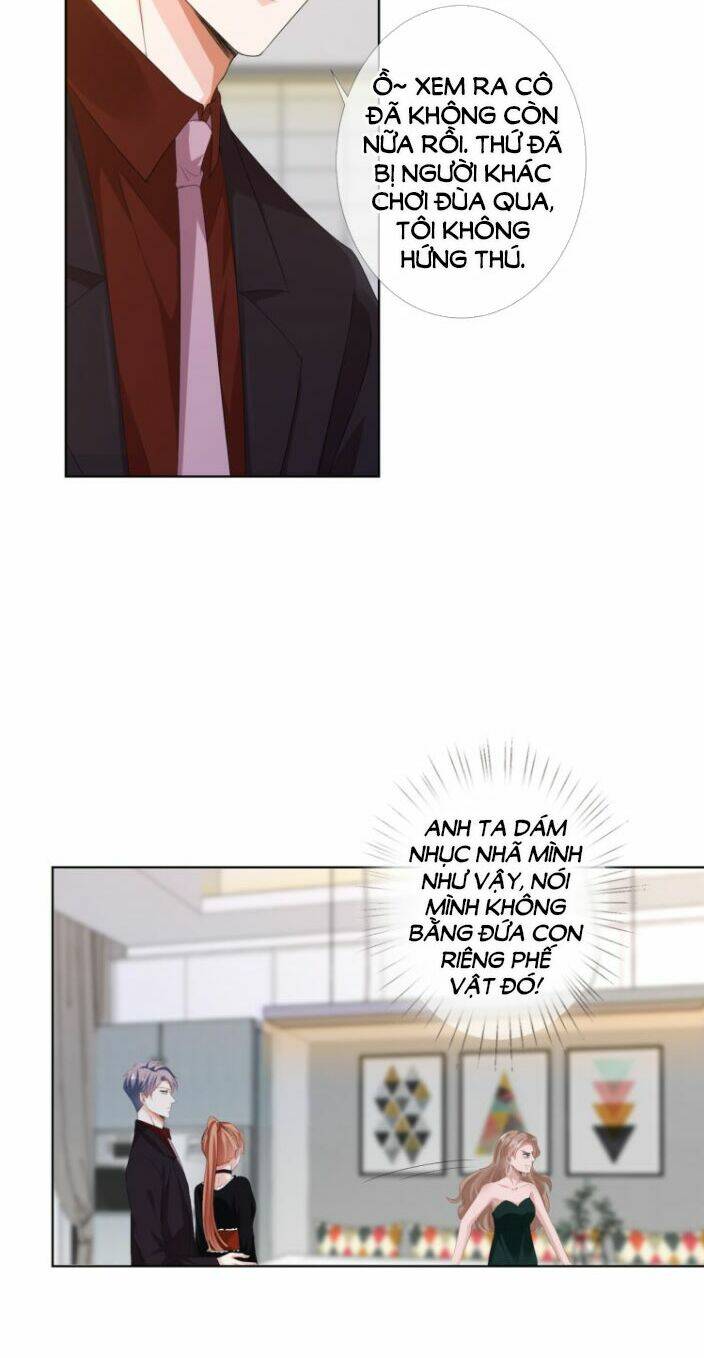 Ồ~ XEM RA CÔ
ĐÃ KHÔNG CÒN
NỮA RỒI. THỨ ĐÃ
BỊ NGƯỜI KHÁC
CHƠI ĐÙA QUA,
TÔI KHÔNG
HỨNG THÚ.
ANH TA DÁM
NHỤC NHÃ MÌNH
NHƯ VẬY, NÓI
MÌNH KHÔNG
BẰNG ĐỨA CON
RIÊNG PHẾ
VẬT ĐÓ!